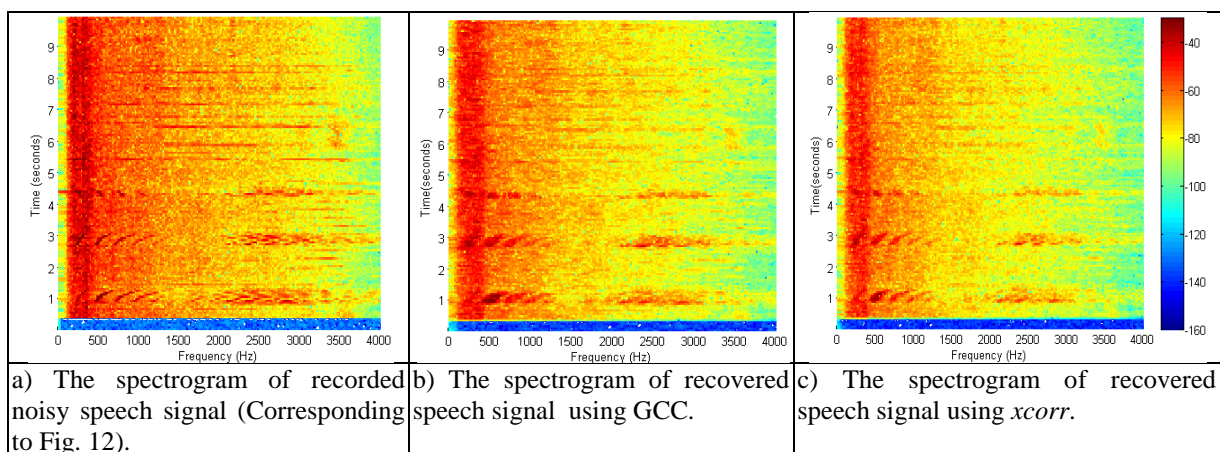 9
8
7
6
5
4
3
2
1
Time (seconds)
0 500 1000 1500 2000 2500 3000 3500 4000
Frequency (Hz)
9
8
7
6
5
4
3
2
1
Time(seconds)
0 500 1000 1500 2000 2500 3000 3500 4000
Frequency (Hz)
9
8
7
6
5
4
3
2
1
Time(seconds)
0 500 1000 1500 2000 2500 3000 3500 4000
Frequency (Hz)
-40
-60
-80
-100
-120
-140
-160
a) The spectrogram of recorded
noisy speech signal (Corresponding
to Fig. 12).
b) The spectrogram of recovered
speech signal using GCC.
c) The spectrogram of recovered
speech signal using xcorr.